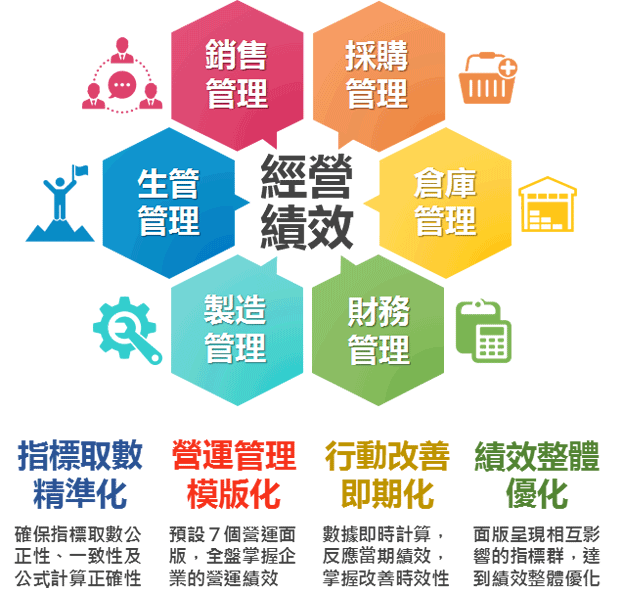 銷售
管理
採購
管理
生管
管理
經營
績效
倉庫
管理
製造
管理
財務
管理
指標取數
精準化
確保指標取數公
正性、一致性及
公式計算正確性
營運管理
模版化
預設７個營運面
版，全盤掌握企
業的營運績效
行動改善
即期化
數據即時計算，
反應當期績效，
掌握改善時效性
績效整體
優化
面版呈現相互影
響的指標群，達
到績效整體優化